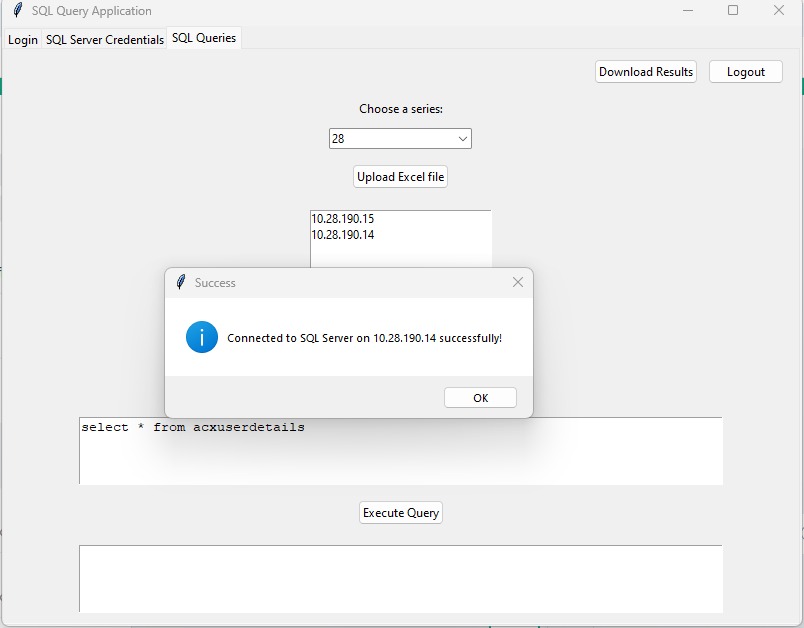 SQL Query Application
Login SQL Server Credentials SQL Queries
Download Results Logout
Choose a series:
28
Upload Excel file
10.28.190.15
10.28.190.14
Success
Connected to SQL Server on 10.28.190.14 successfully!
OK
select * from acxuserdetails
Execute Query